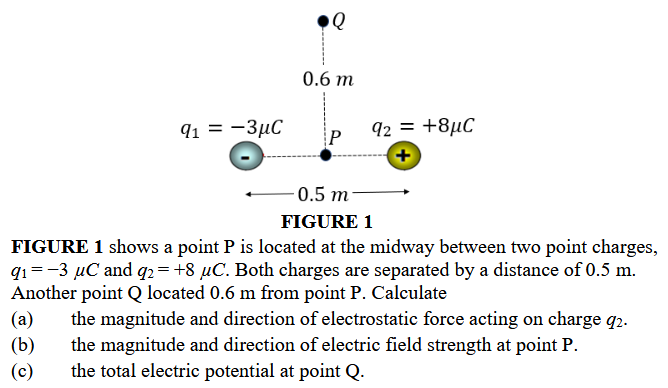 Q
0.6 m
q₁ = −3μC
P
q₂ = +8μC
-
+
0.5 m
FIGURE 1
FIGURE 1 shows a point P is located at the midway between two point charges,
q₁ = −3 μC and q₂ = +8 μC. Both charges are separated by a distance of 0.5 m.
Another point Q located 0.6 m from point P. Calculate
(a) the magnitude and direction of electrostatic force acting on charge q₂.
(b) the magnitude and direction of electric field strength at point P.
(c) the total electric potential at point Q.